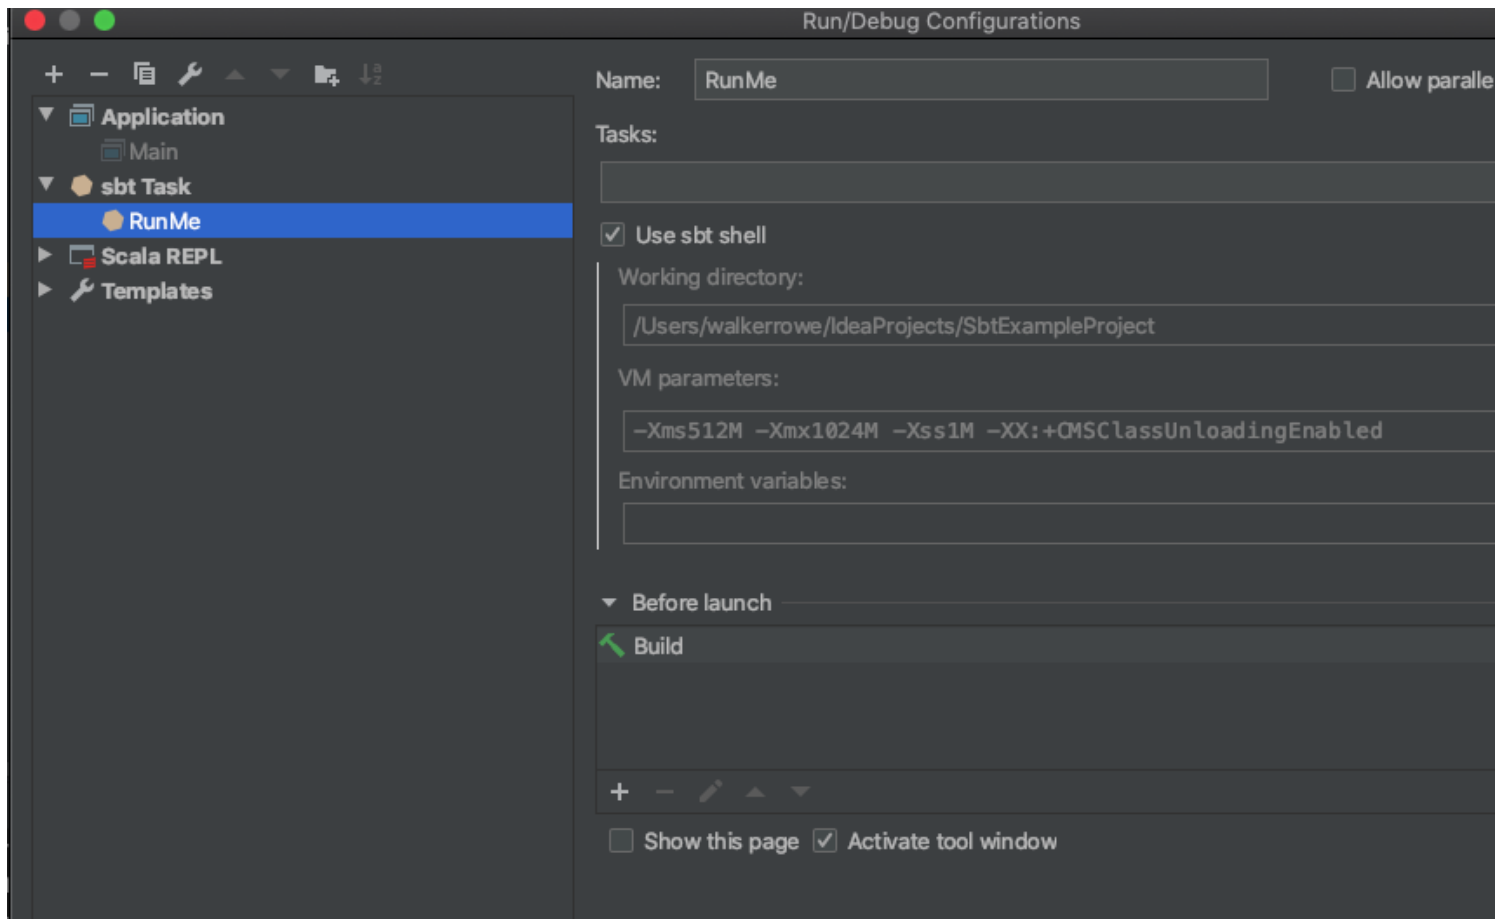 Run/Debug Configurations
Application
Main
sbt Task
RunMe
Scala REPL
Templates
Name: RunMe Allow paralle
Tasks:
Use sbt shell
Working directory:
/Users/walkerrowe/IdeaProjects/SbtExampleProject
VM parameters:
-Xms512M -Xmx1024M -Xss1M -XX:+CMSClassUnloadingEnabled
Environment variables:
Before launch
Build
Show this page Activate tool window